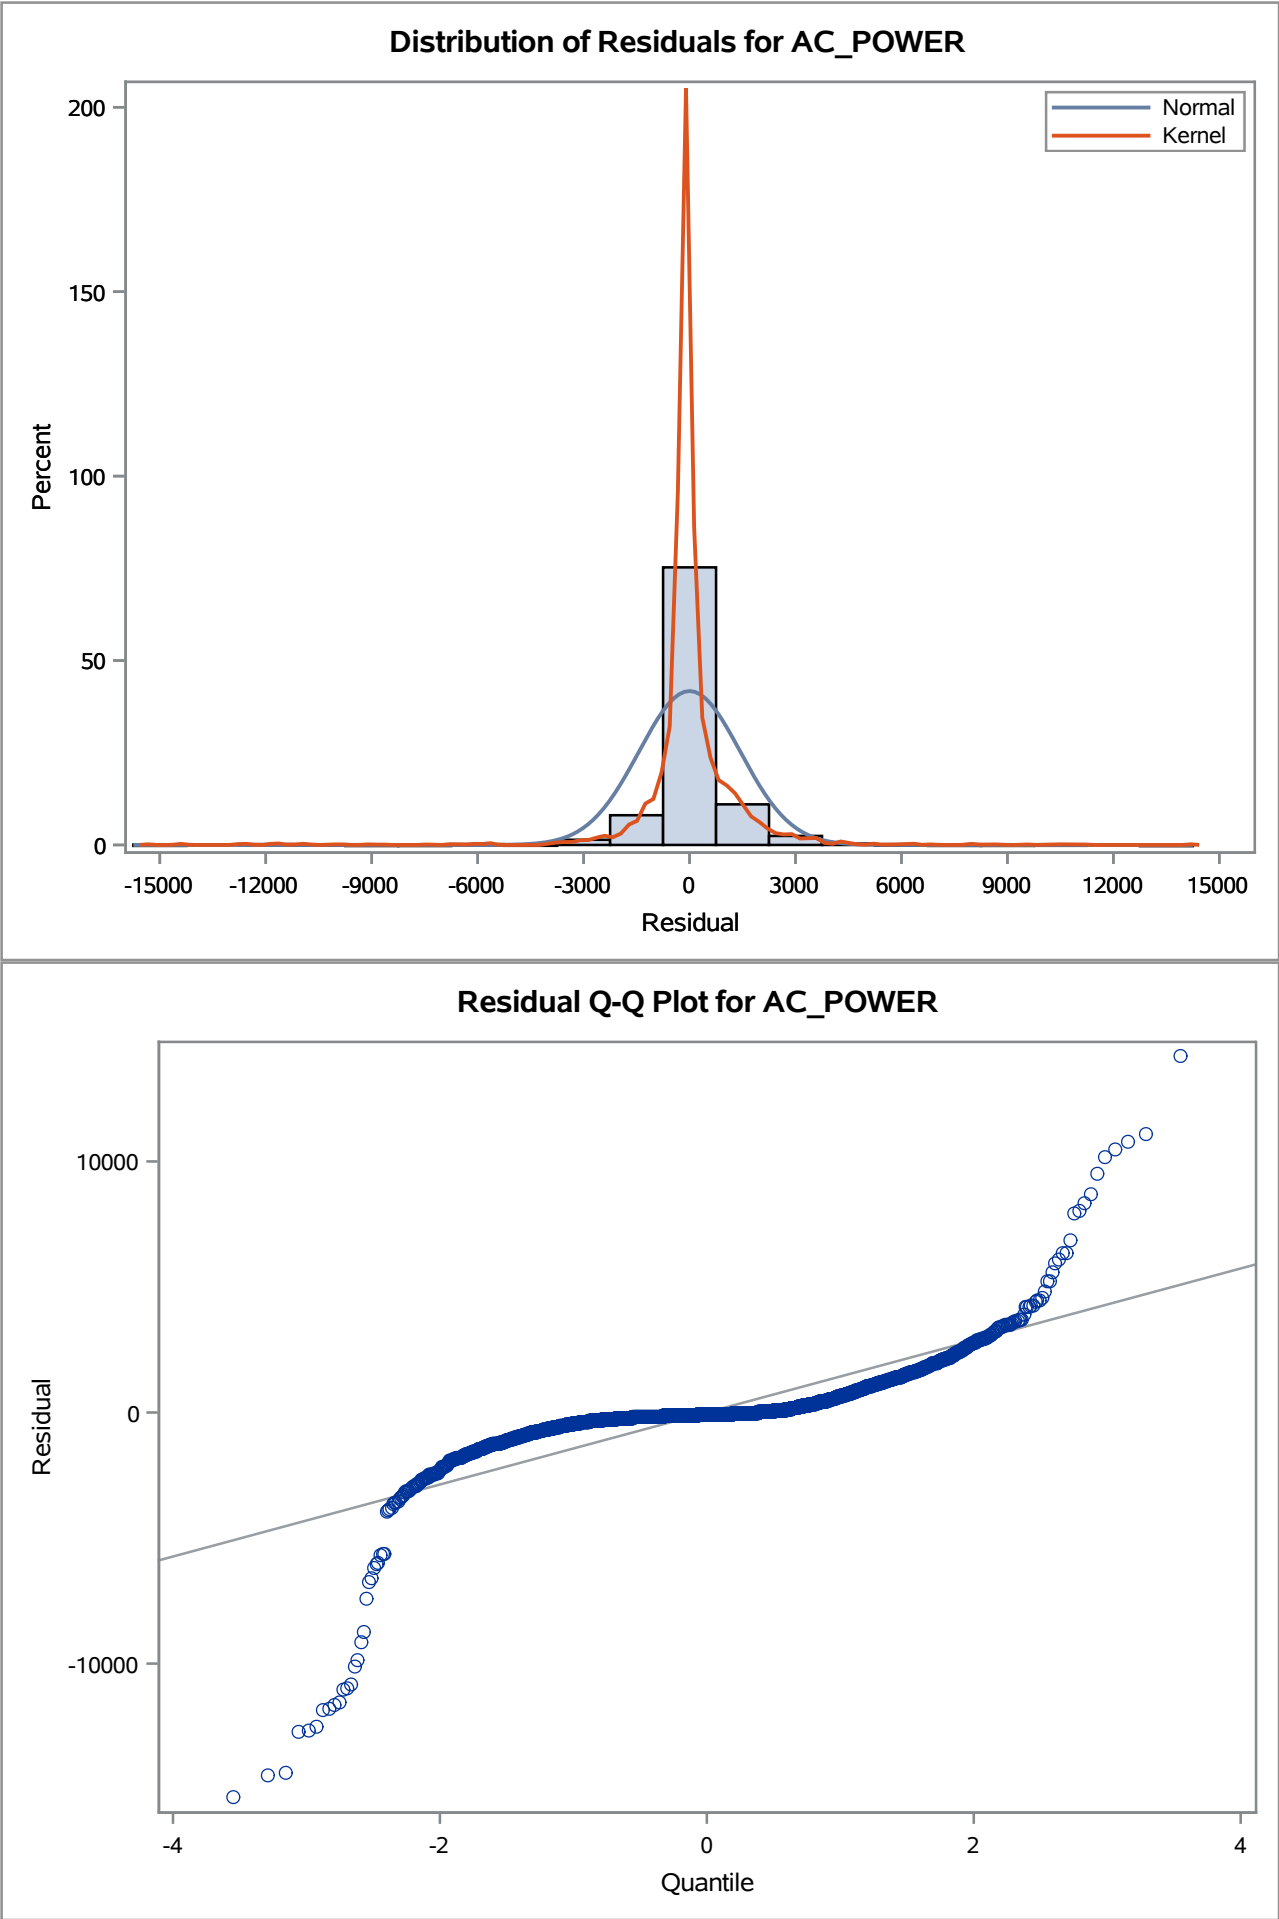 Distribution of Residuals for AC_POWER
Normal
Kernel
200
150
100
50
0
Percent
-15000 -12000 -9000 -6000 -3000 0 3000 6000 9000 12000 15000
Residual
Residual Q-Q Plot for AC_POWER
10000
0
-10000
Residual
-4 -2 0 2 4
Quantile